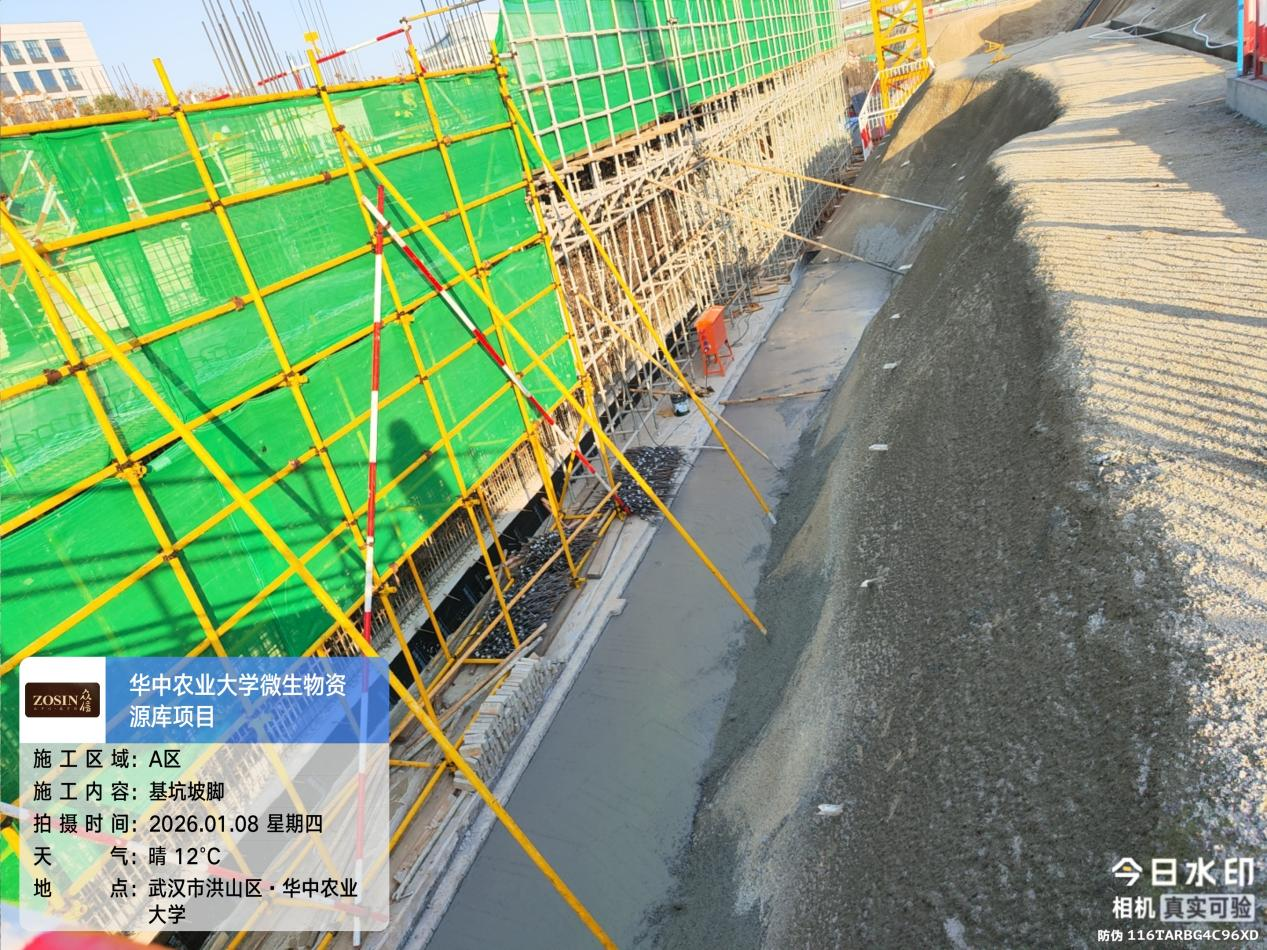 ZOSIN众信
华中农业大学微生物资
源库项目
施工区域：A区
施工内容：基坑坡脚
拍摄时间：2026.01.08 星期四
天气：晴 12°C
地点：武汉市洪山区·华中农业
大学
今日水印
相机 真实可验
防伪 116TARBG4C96XD